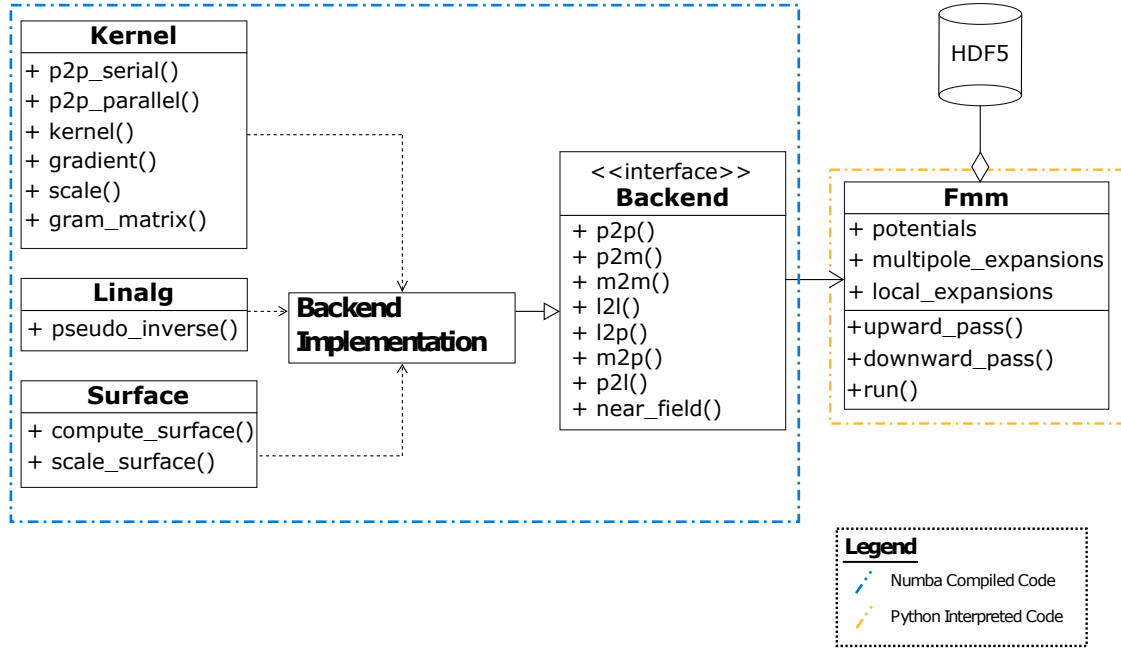 Kernel
+ p2p_serial()
+ p2p_parallel()
+ kernel()
+ gradient()
+ scale()
+ gram_matrix()
Linalg
+ pseudo_inverse()
Surface
+ compute_surface()
+ scale_surface()
Backend
Implementation
<<interface>>
Backend
+ p2p()
+ p2m()
+ m2m()
+ l2l()
+ l2p()
+ m2p()
+ p2l()
+ near_field()
HDF5
Fmm
+ potentials
+ multipole_expansions
+ local_expansions
+upward_pass()
+downward_pass()
+run()
Legend
Numba Compiled Code
Python Interpreted Code